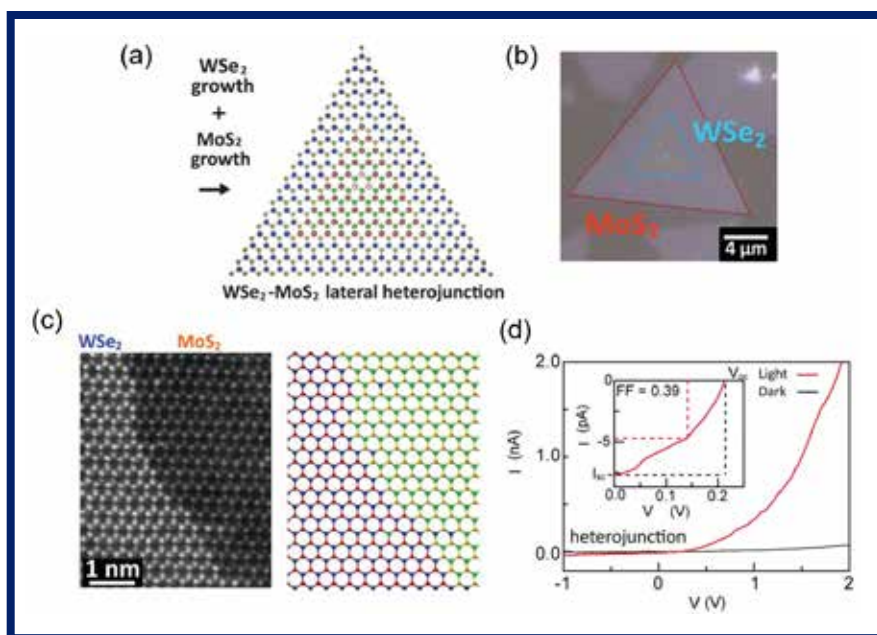 (a)
WSe₂
growth
+
MoS₂
growth
WSe₂-MoS₂ lateral heterojunction
(b)
WSe₂
MoS₂
4 μm
(c)
WSe₂ MoS₂
1 nm
(d)
2.0
1.0
0.0
I (nA)
-1 0 1 2
V (V)
Light
Dark
heterojunction
FF = 0.39
Voc
0
-5
Isc
I (pA)
0.0 0.1 0.2
V (V)